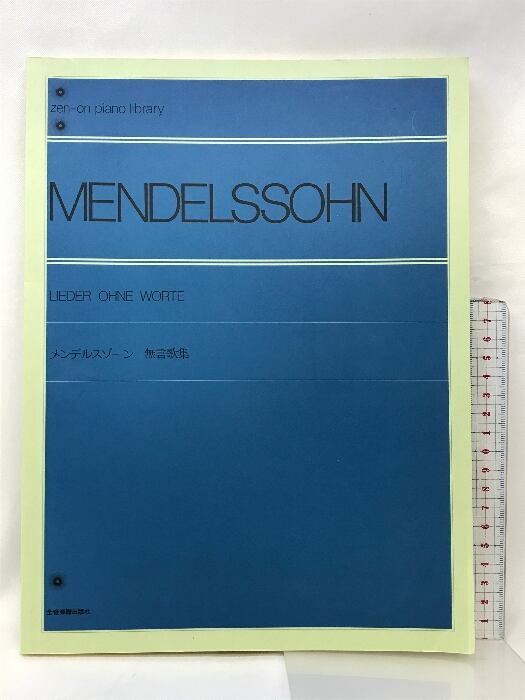 zen-on piano library
MENDELSSOHN
LIEDER OHNE WORTE
メンデルスゾーン 無言歌集
全音楽譜出版社